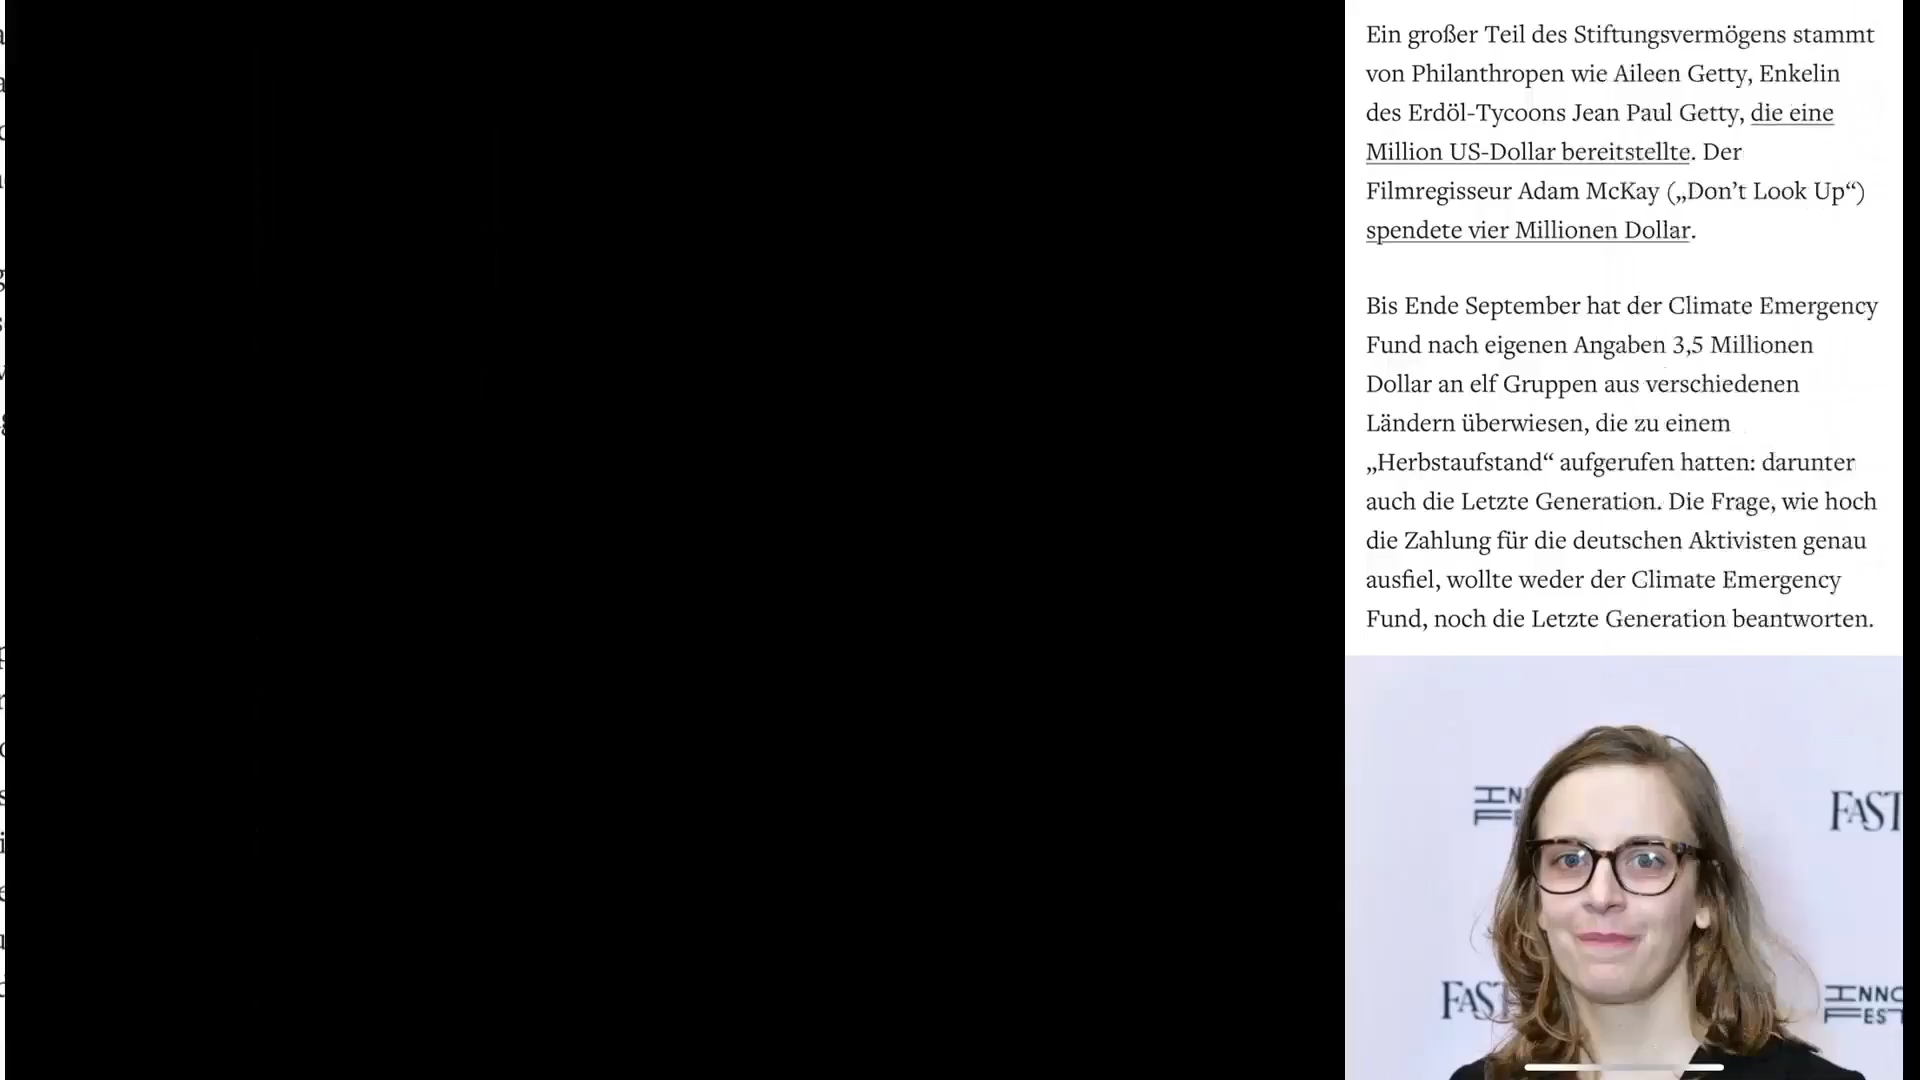 Ein großer Teil des Stiftungsvermögens stammt
von Philanthropen wie Aileen Getty, Enkelin
des Erdöl-Tycoons Jean Paul Getty, die eine
Million US-Dollar bereitstellte. Der
Filmregisseur Adam McKay („Don’t Look Up“)
spendete vier Millionen Dollar.
Bis Ende September hat der Climate Emergency
Fund nach eigenen Angaben 3,5 Millionen
Dollar an elf Gruppen aus verschiedenen
Ländern überwiesen, die zu einem
„Herbstaufstand“ aufgerufen hatten: darunter
auch die Letzte Generation. Die Frage, wie hoch
die Zahlung für die deutschen Aktivisten genau
ausfiel, wollte weder der Climate Emergency
Fund, noch die Letzte Generation beantworten.
FAST
FAST
INNO
FEST